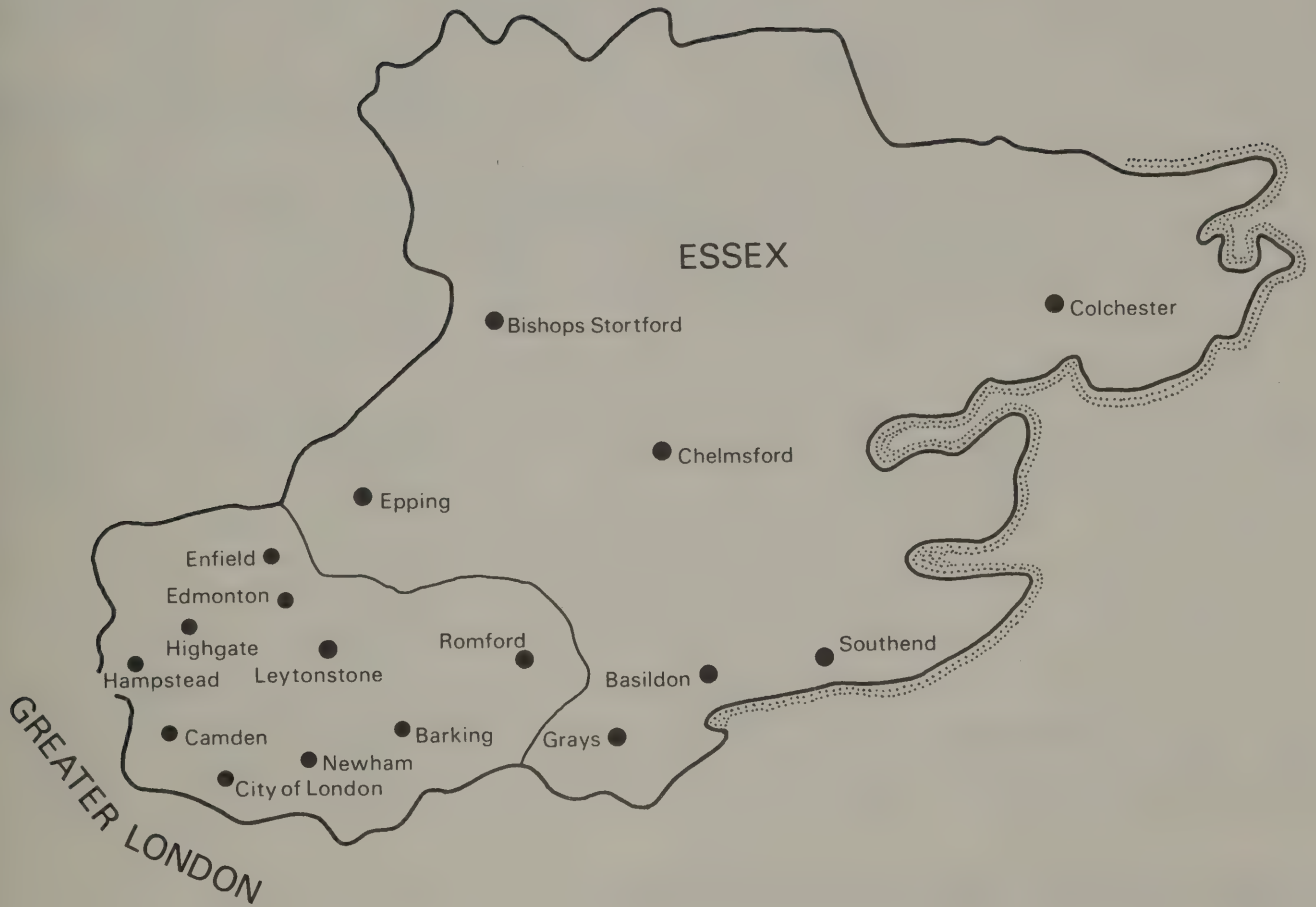 ESSEX
Bishops Stortford
Colchester
Chelmsford
Epping
Enfield
Edmonton
Highgate
Hampstead
Leytonstone
Romford
Southend
Basildon
Camden
Barking
Grays
Newham
City of London
GREATER LONDON